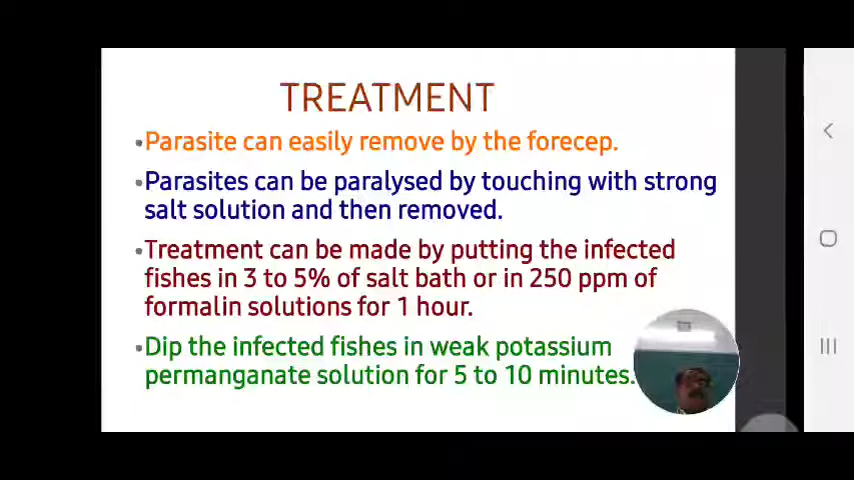 TREATMENT
•Parasite can easily remove by the forecep.
•Parasites can be paralysed by touching with strong
salt solution and then removed.
•Treatment can be made by putting the infected
fishes in 3 to 5% of salt bath or in 250 ppm of
formalin solutions for 1 hour.
•Dip the infected fishes in weak potassium
permanganate solution for 5 to 10 minutes.